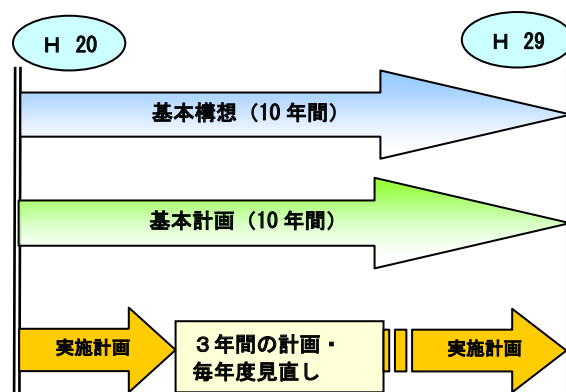 H 20
H 29
基本構想（10 年間）
基本計画（10 年間）
実施計画
３年間の計画・
毎年度見直し
実施計画